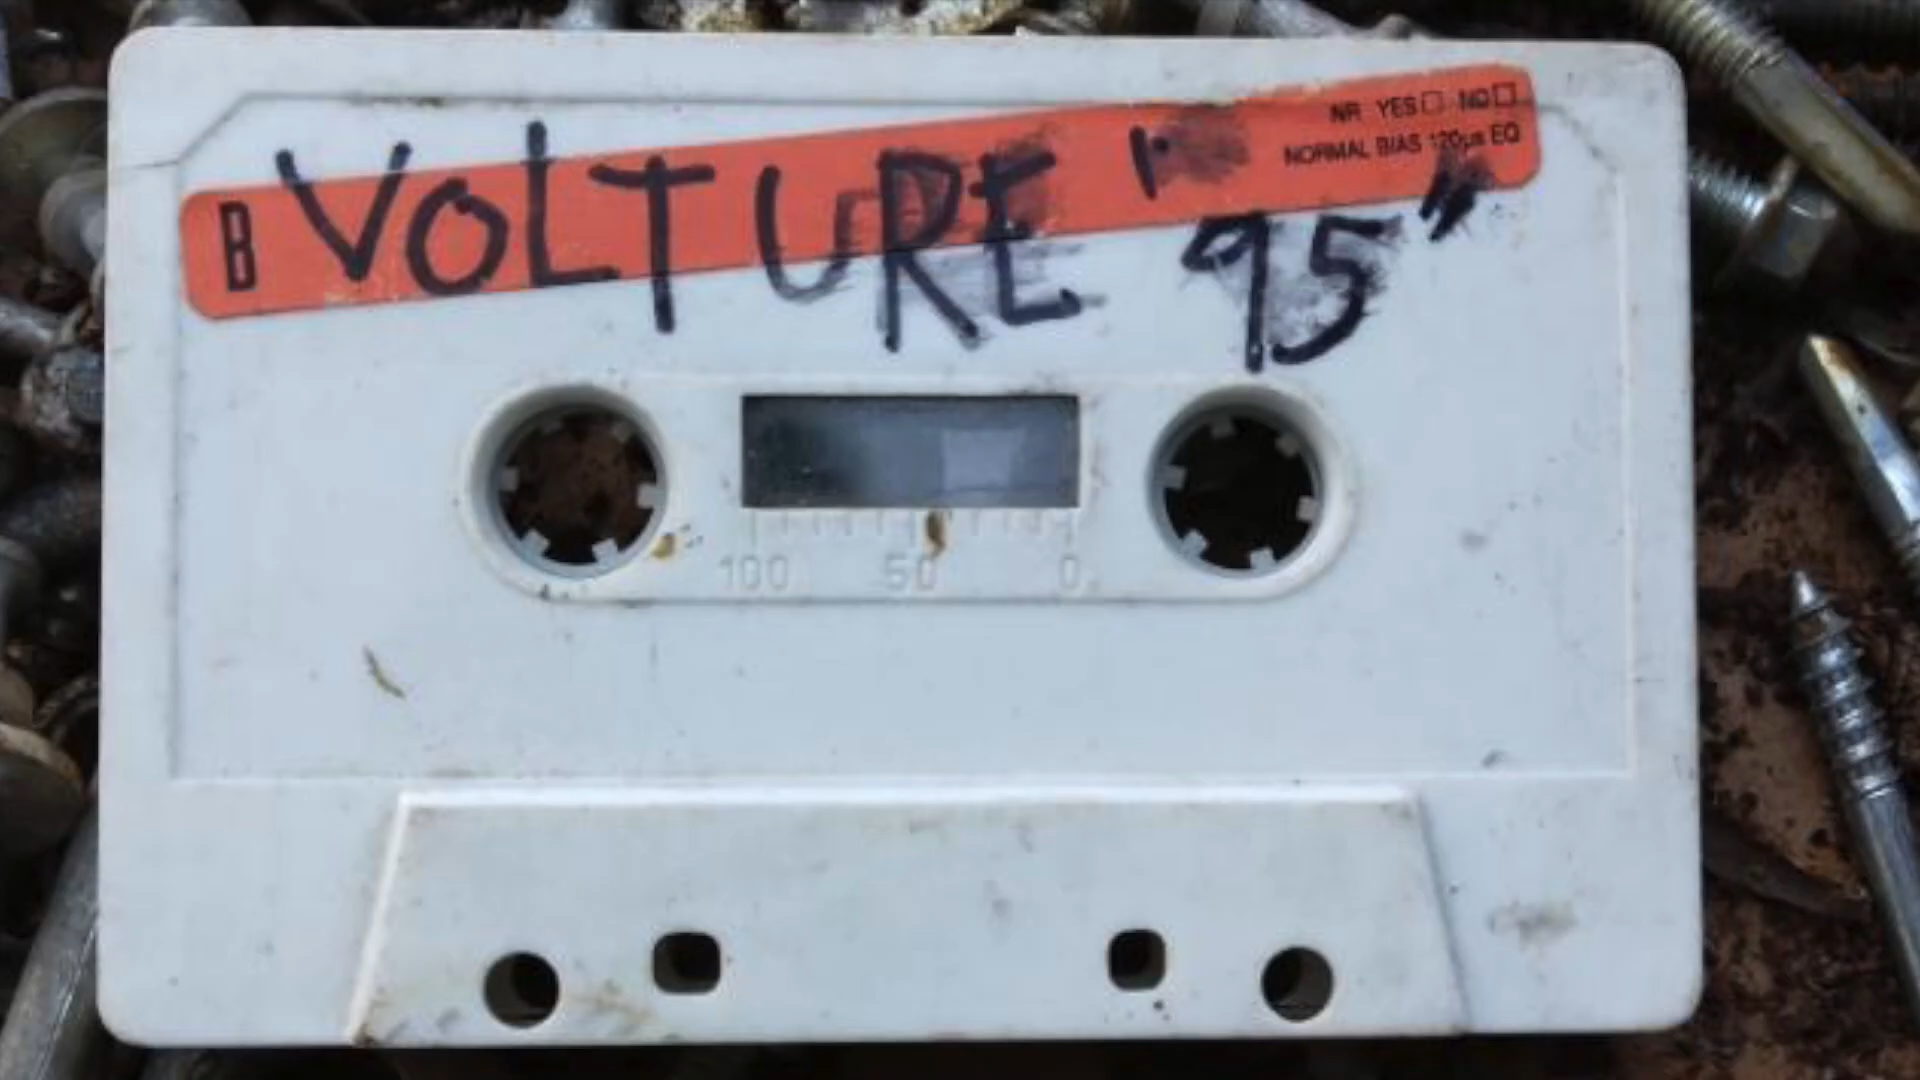 NR YES NO
NORMAL BIAS 120µs EQ
B VOLTURE "95"
100 50 0